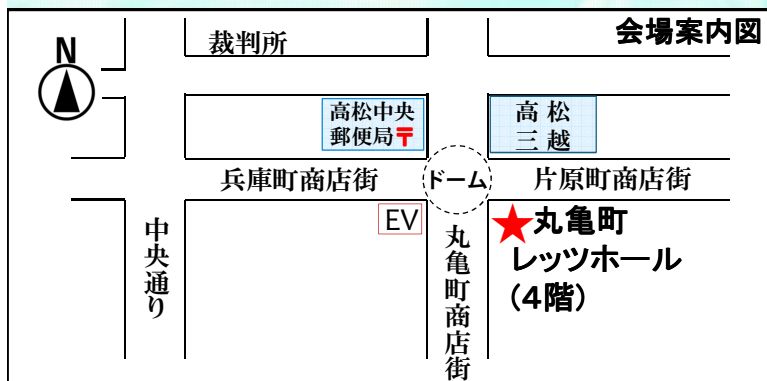 会場案内図
N
裁判所
高松中央
郵便局〒
高松
三越
兵庫町商店街
ドーム
片原町商店街
EV
★丸亀町
レッツホール
(4階)
中央通り
丸亀町商店街